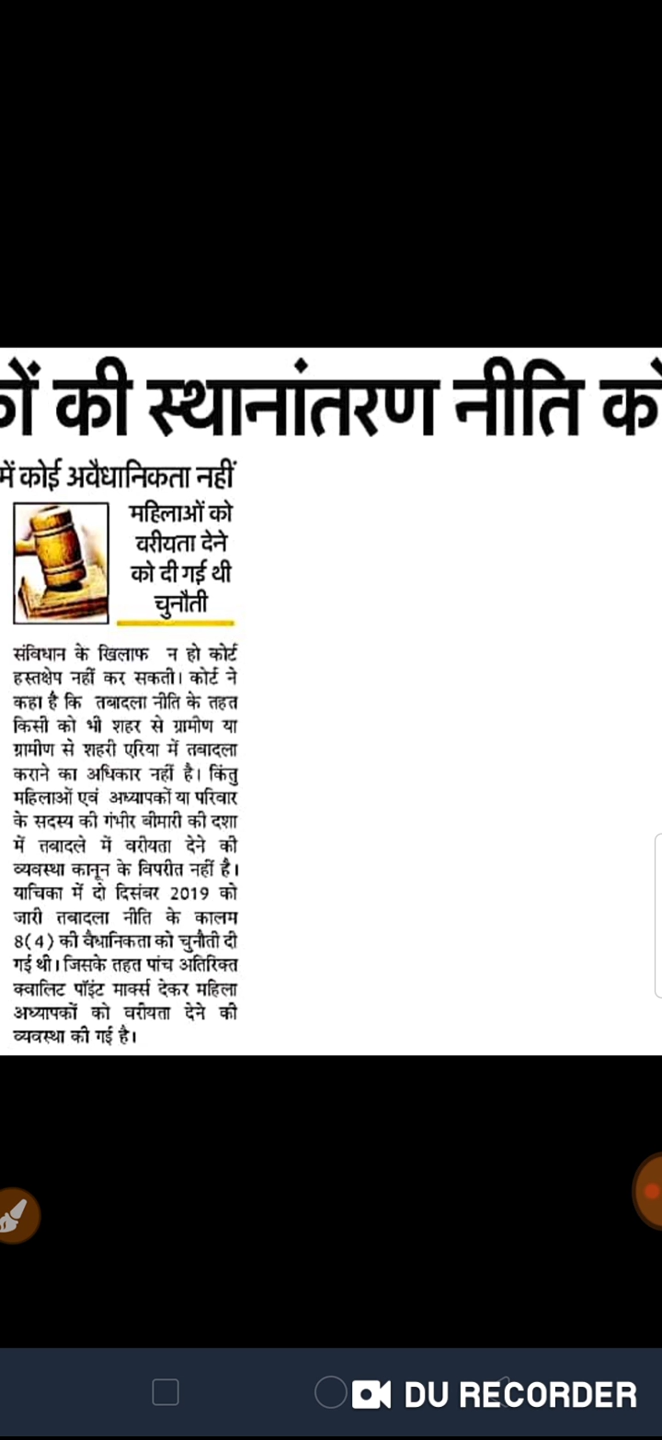 की स्थानांतरण नीति को
में कोई अवैधानिकता नहीं
महिलाओं को
वरीयता देने
को दी गई थी
चुनौती
संविधान के खिलाफ न हो कोर्ट
हस्तक्षेप नहीं कर सकती। कोर्ट ने
कहा है कि तबादला नीति के तहत
किसी को भी शहर से ग्रामीण या
ग्रामीण से शहरी एरिया में तबादला
कराने का अधिकार नहीं है। किंतु
महिलाओं एवं अध्यापकों या परिवार
के सदस्य की गंभीर बीमारी की दशा
में तबादले में वरीयता देने की
व्यवस्था कानून के विपरीत नहीं है।
याचिका में दो दिसंबर 2019 को
जारी तबादला नीति के कालम
8(4) की वैधानिकता को चुनौती दी
गई थी। जिसके तहत पांच अतिरिक्त
क्वालिट पॉइंट मार्क्स देकर महिला
अध्यापकों को वरीयता देने की
व्यवस्था की गई है।
DU RECORDER